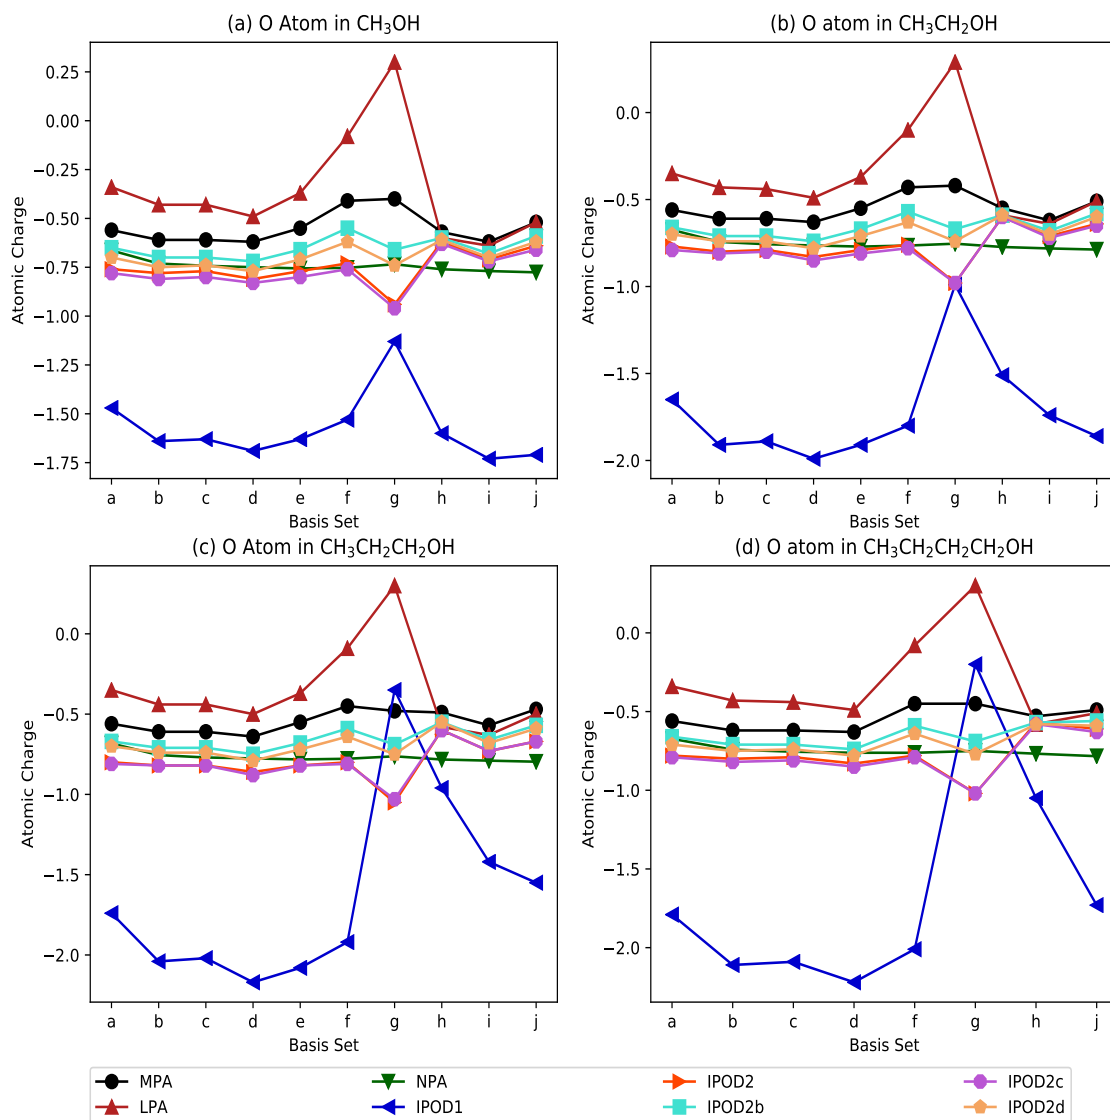 (a) O Atom in CH₃OH
(b) O atom in CH₃CH₂OH
0.25
0.00
−0.25
−0.50
−0.75
−1.00
−1.25
−1.50
−1.75
Atomic Charge
a b c d e f g h i j
Basis Set
0.0
−0.5
−1.0
−1.5
−2.0
Atomic Charge
a b c d e f g h i j
Basis Set
(c) O Atom in CH₃CH₂CH₂OH
(d) O atom in CH₃CH₂CH₂CH₂OH
0.0
−0.5
−1.0
−1.5
−2.0
Atomic Charge
a b c d e f g h i j
Basis Set
0.0
−0.5
−1.0
−1.5
−2.0
Atomic Charge
a b c d e f g h i j
Basis Set
MPA NPA IPOD2 IPOD2c
LPA IPOD1 IPOD2b IPOD2d